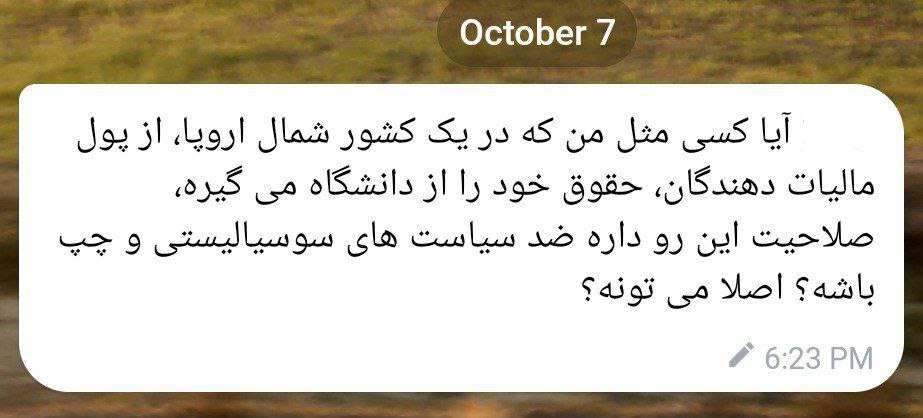 October 7
آیا کسی مثل من که در یک کشور شمال اروپا، از پول
مالیات دهندگان، حقوق خود را از دانشگاه می گیره،
صلاحیت این رو داره ضد سیاست های سوسیالیستی و چپ
باشه؟ اصلا می تونه؟
6:23 PM